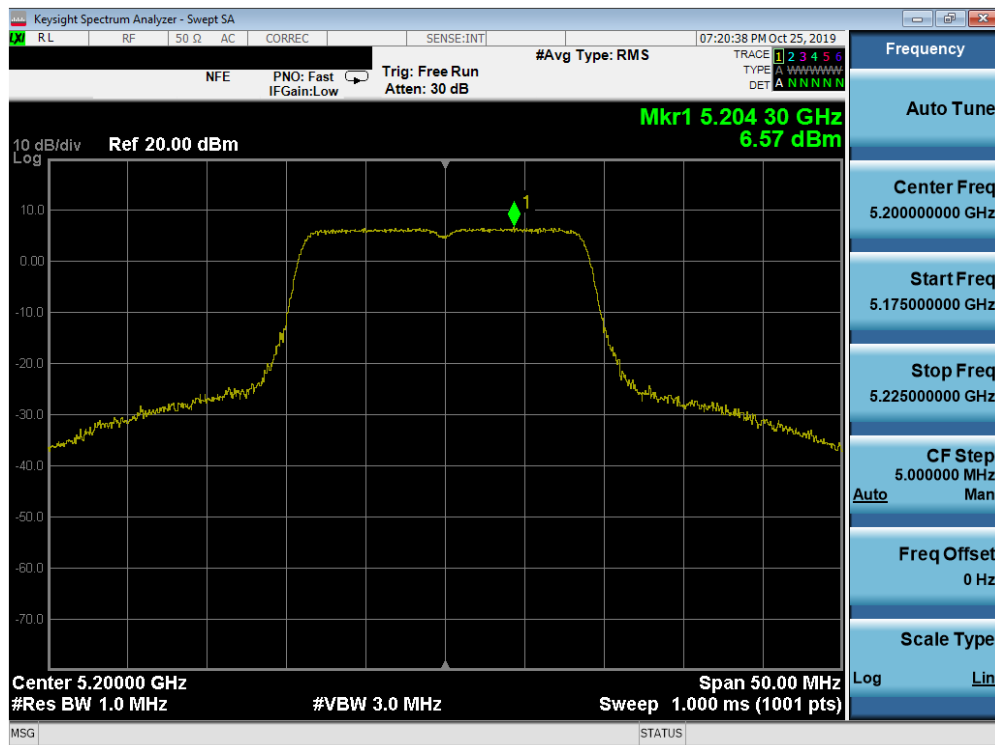 Keysight Spectrum Analyzer - Swept SA
LXI RL RF 50 Ω AC CORREC SENSE:INT 07:20:38 PM Oct 25, 2019
#Avg Type: RMS TRACE 1 2 3 4 5 6
NFE PNO: Fast Trig: Free Run TYPE A WWWWWW
IFGain:Low Atten: 30 dB DET A N N N N N
Mkr1 5.204 30 GHz
6.57 dBm
10 dB/div Ref 20.00 dBm
Log
1
10.0
0.00
-10.0
-20.0
-30.0
-40.0
-50.0
-60.0
-70.0
Center 5.20000 GHz Span 50.00 MHz
#Res BW 1.0 MHz #VBW 3.0 MHz Sweep 1.000 ms (1001 pts)
MSG STATUS
Frequency
Auto Tune
Center Freq
5.200000000 GHz
Start Freq
5.175000000 GHz
Stop Freq
5.225000000 GHz
CF Step
5.000000 MHz
Auto Man
Freq Offset
0 Hz
Scale Type
Log Lin